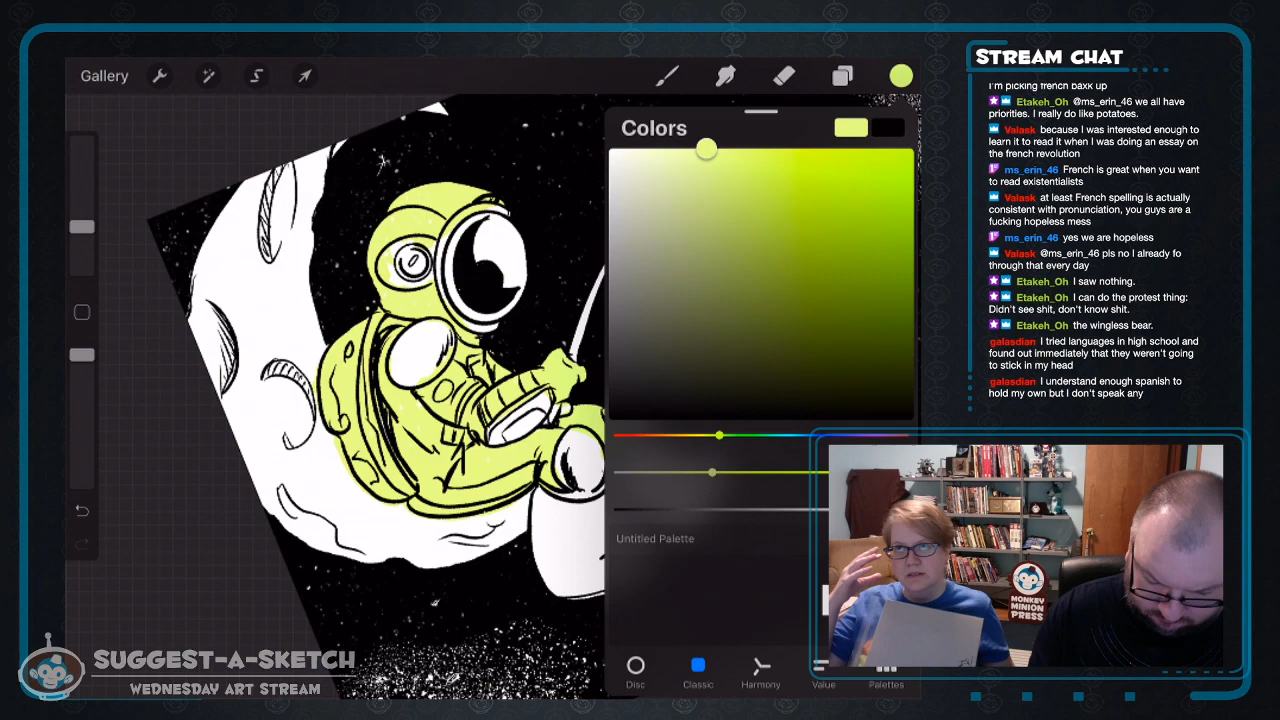 Gallery
Colors
Untitled Palette
Disc
Classic
Harmony
Value
Palettes
STREAM CHAT
I'm picking french baxk up
Etakeh_Oh @ms_erin_46 we all have
priorities. I really do like potatoes.
Valask because I was interested enough to
learn it to read it when I was doing an essay on
the french revolution
ms_erin_46 French is great when you want
to read existentialists
Valask at least French spelling is actually
consistent with pronunciation, you guys are a
fucking hopeless mess
ms_erin_46 yes we are hopeless
Valask @ms_erin_46 pls no I already fo
through that every day
Etakeh_Oh I saw nothing.
Etakeh_Oh I can do the protest thing:
Didn't see shit, don't know shit.
Etakeh_Oh the wingless bear.
galasdian I tried languages in high school and
found out immediately that they weren't going
to stick in my head
galasdian I understand enough spanish to
hold my own but I don't speak any
MONKEY
MINION
PRESS
SUGGEST-A-SKETCH
WEDNESDAY ART STREAM